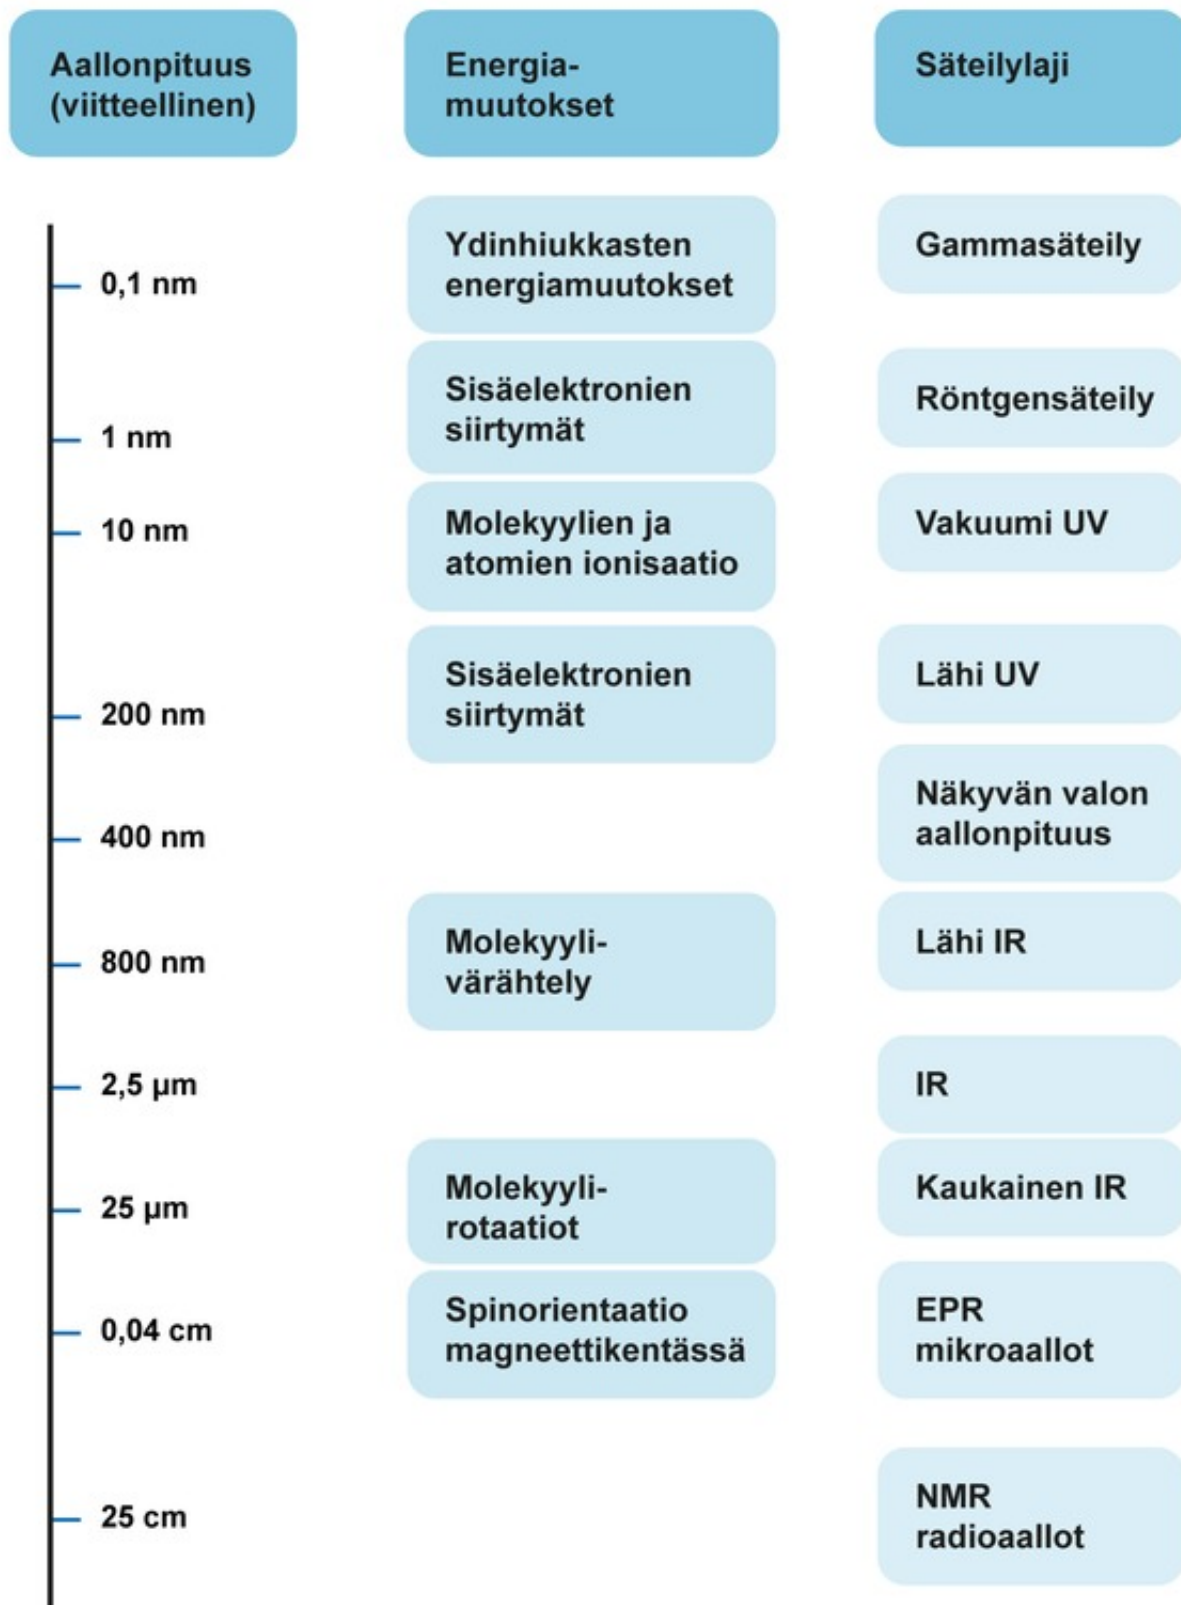 Aallonpituus
(viitteellinen)
Energia-
muutokset
Säteilylaji
0,1 nm
1 nm
10 nm
200 nm
400 nm
800 nm
2,5 µm
25 µm
0,04 cm
25 cm
Ydinhiukkasten
energiamuutokset
Sisäelektronien
siirtymät
Molekyylien ja
atomien ionisaatio
Sisäelektronien
siirtymät
Molekyyli-
värähtely
Molekyyli-
rotaatiot
Spinorientaatio
magneettikentässä
Gammasäteily
Röntgensäteily
Vakuumi UV
Lähi UV
Näkyvän valon
aallonpituus
Lähi IR
IR
Kaukainen IR
EPR
mikroaallot
NMR
radioaallot